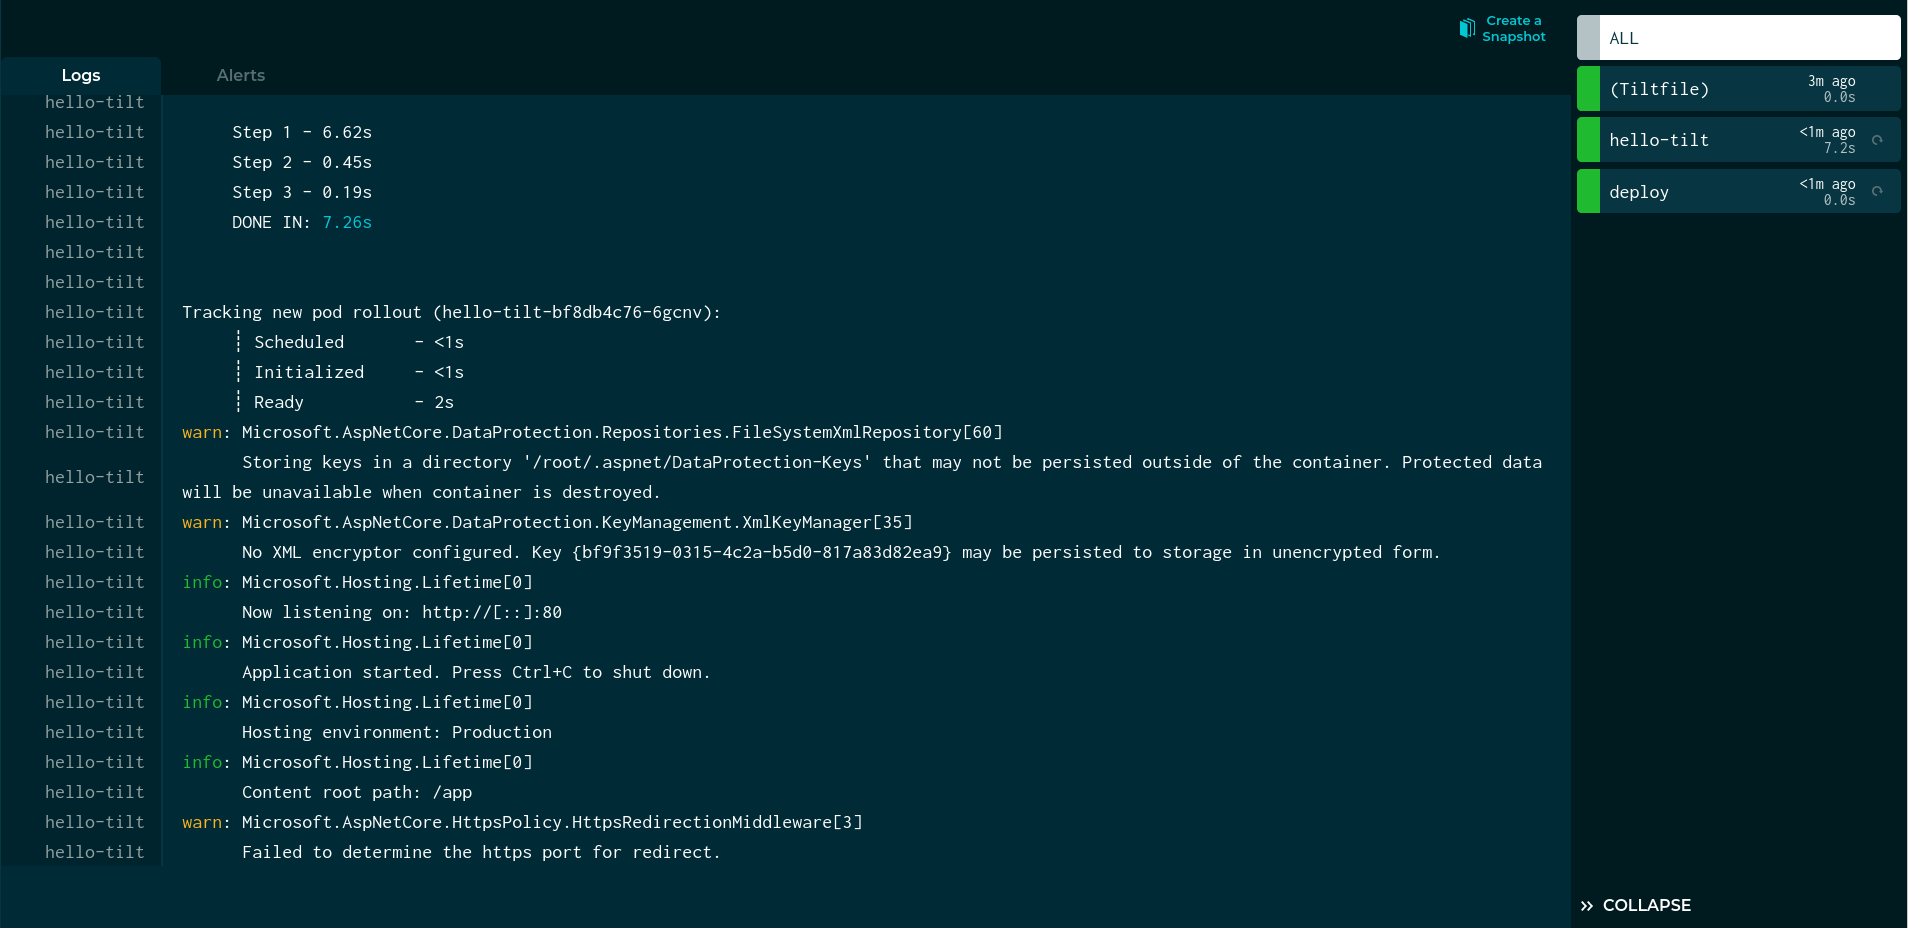 Create a
Snapshot
Logs
Alerts
hello-tilt
hello-tilt Step 1 - 6.62s
hello-tilt Step 2 - 0.45s
hello-tilt Step 3 - 0.19s
hello-tilt DONE IN: 7.26s
hello-tilt
hello-tilt
hello-tilt Tracking new pod rollout (hello-tilt-bf8db4c76-6gcnv):
hello-tilt ┊ Scheduled - <1s
hello-tilt ┊ Initialized - <1s
hello-tilt ┊ Ready - 2s
hello-tilt warn: Microsoft.AspNetCore.DataProtection.Repositories.FileSystemXmlRepository[60]
hello-tilt Storing keys in a directory '/root/.aspnet/DataProtection-Keys' that may not be persisted outside of the container. Protected data
will be unavailable when container is destroyed.
hello-tilt warn: Microsoft.AspNetCore.DataProtection.KeyManagement.XmlKeyManager[35]
hello-tilt No XML encryptor configured. Key {bf9f3519-0315-4c2a-b5d0-817a83d82ea9} may be persisted to storage in unencrypted form.
hello-tilt info: Microsoft.Hosting.Lifetime[0]
hello-tilt Now listening on: http://[::]:80
hello-tilt info: Microsoft.Hosting.Lifetime[0]
hello-tilt Application started. Press Ctrl+C to shut down.
hello-tilt info: Microsoft.Hosting.Lifetime[0]
hello-tilt Hosting environment: Production
hello-tilt info: Microsoft.Hosting.Lifetime[0]
hello-tilt Content root path: /app
hello-tilt warn: Microsoft.AspNetCore.HttpsPolicy.HttpsRedirectionMiddleware[3]
hello-tilt Failed to determine the https port for redirect.
ALL
(Tiltfile) 3m ago
0.0s
hello-tilt <1m ago
7.2s
deploy <1m ago
0.0s
COLLAPSE